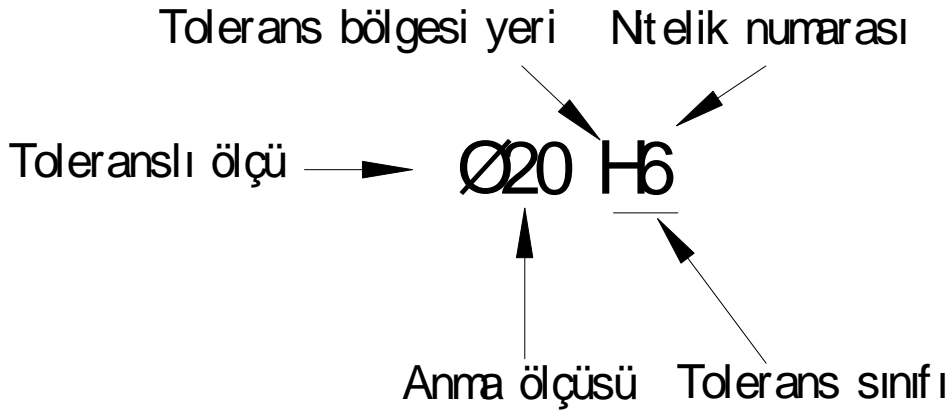 Tolerans bölgesi yeri Nitelik numarası
Toleranslı ölçü Ø20 H6
Anma ölçüsü Tolerans sınıfı